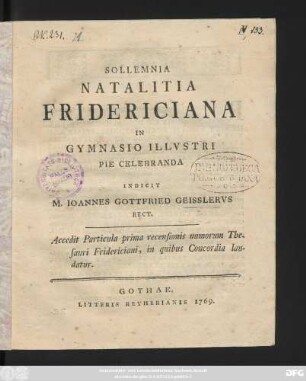 SOLLEMNIA
NATALITIA
FRIDERICIANA
IN
GYMNASIO ILLVSTRI
PIE CELEBRANDA
INDICIT
M. IOANNES GOTTFRIED GEISSLERVS
RECT.
Accedit Particula prima recensionis numorum The-
sauri Fridericiani, in quibus Concordia lau-
datur.
GOTHAE,
LITTERIS REYHERIANIS 1769.